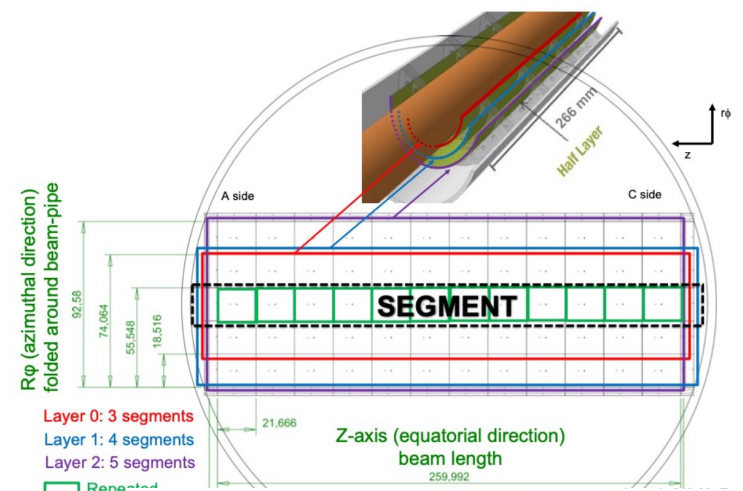 rφ
266 mm
Half Layer
z
A side
C side
Rφ (azimuthal direction)
folded around beam-pipe
92,58
74,064
55,548
18,516
SEGMENT
Layer 0: 3 segments
Layer 1: 4 segments
Layer 2: 5 segments
Repeated
21,666
Z-axis (equatorial direction)
beam length
259,992